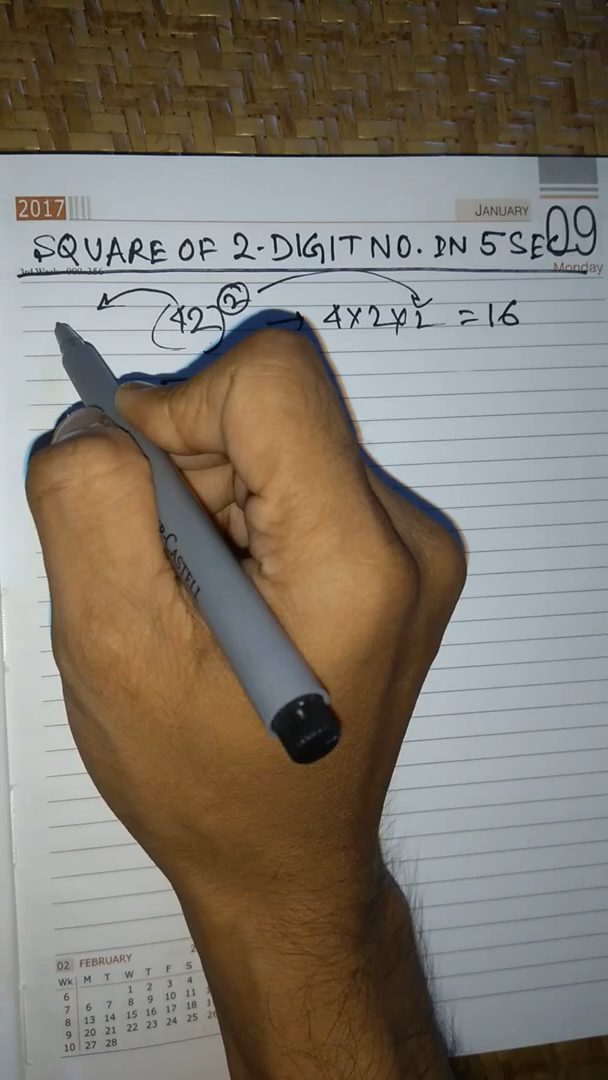 2017
JANUARY
09
Monday
SQUARE OF 2-DIGIT NO. IN 5 SEC
(42)② → 4×2×2 = 16
R-CASTELL
02 FEBRUARY 2
Wk M T W T F S
6 1 2 3 4
7 6 7 8 9 10 11
8 13 14 15 16 17 18
9 20 21 22 23 24 25
10 27 28